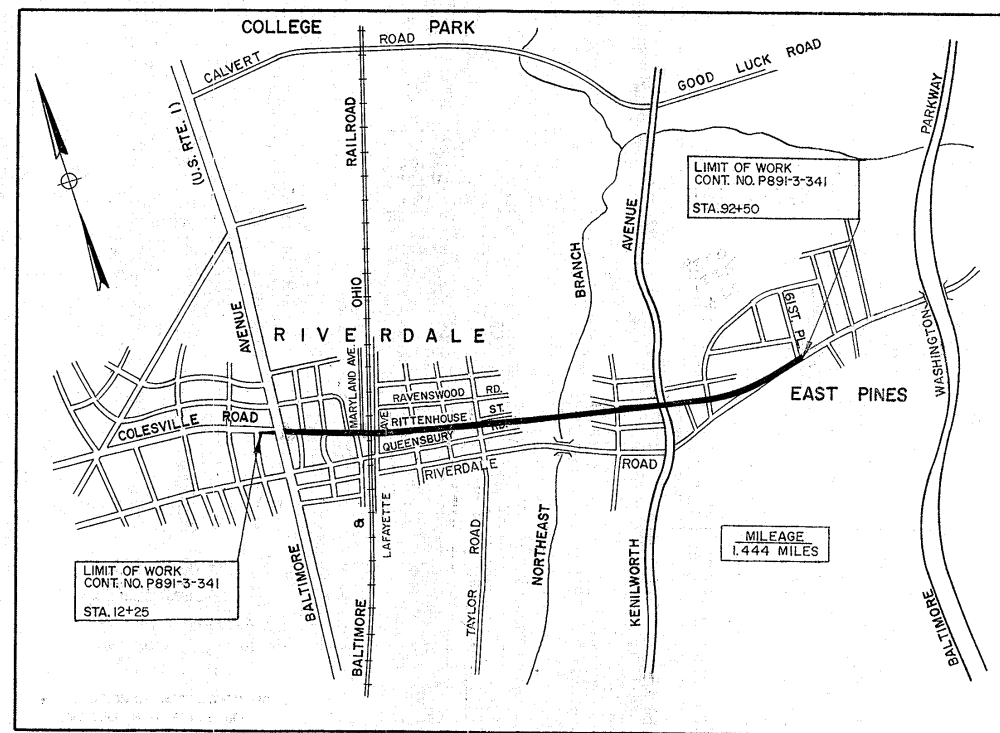 COLLEGE PARK
CALVERT ROAD
GOOD LUCK ROAD
(U.S. RTE. 1)
RAILROAD
PARKWAY
LIMIT OF WORK
CONT. NO. P891-3-341
STA. 92+50
AVENUE
BRANCH
OHIO
AVENUE
RIVERDALE
61ST. PL.
WASHINGTON
MARYLAND AVE.
RAVENSWOOD RD.
EAST PINES
AVE
RITTENHOUSE ST.
COLESVILLE ROAD
QUEENSBURY RD.
RIVERDALE ROAD
&
LAFAYETTE
ROAD
NORTHEAST
MILEAGE
1.444 MILES
LIMIT OF WORK
CONT. NO. P891-3-341
STA. 12+25
BALTIMORE
BALTIMORE
TAYLOR
KENILWORTH
BALTIMORE